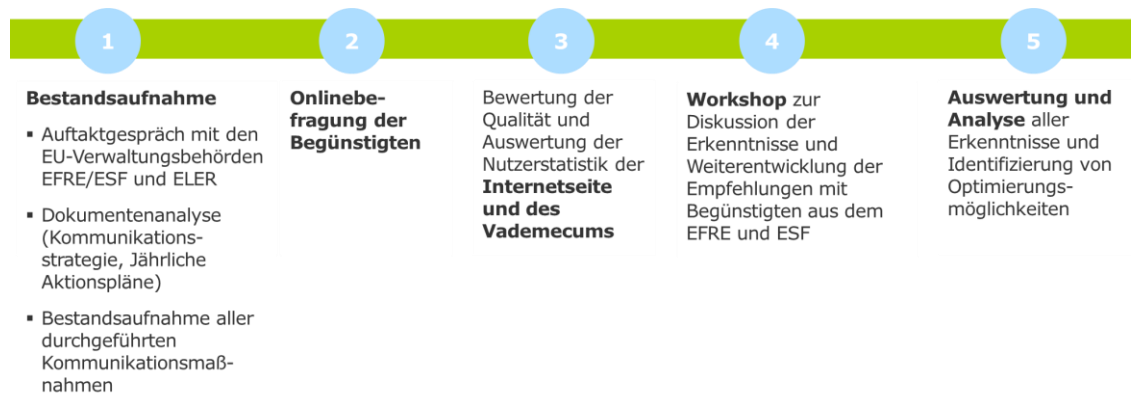 1
Bestandsaufnahme
▪ Auftaktgespräch mit den
EU-Verwaltungsbehörden
EFRE/ESF und ELER
▪ Dokumentenanalyse
(Kommunikations-
strategie, Jährliche
Aktionspläne)
▪ Bestandsaufnahme aller
durchgeführten
Kommunikationsmaß-
nahmen
2
Onlinebe-
fragung der
Begünstigten
3
Bewertung der
Qualität und
Auswertung der
Nutzerstatistik der
Internetseite
und des
Vademecums
4
Workshop zur
Diskussion der
Erkenntnisse und
Weiterentwicklung der
Empfehlungen mit
Begünstigten aus dem
EFRE und ESF
5
Auswertung und
Analyse aller
Erkenntnisse und
Identifizierung von
Optimierungs-
möglichkeiten